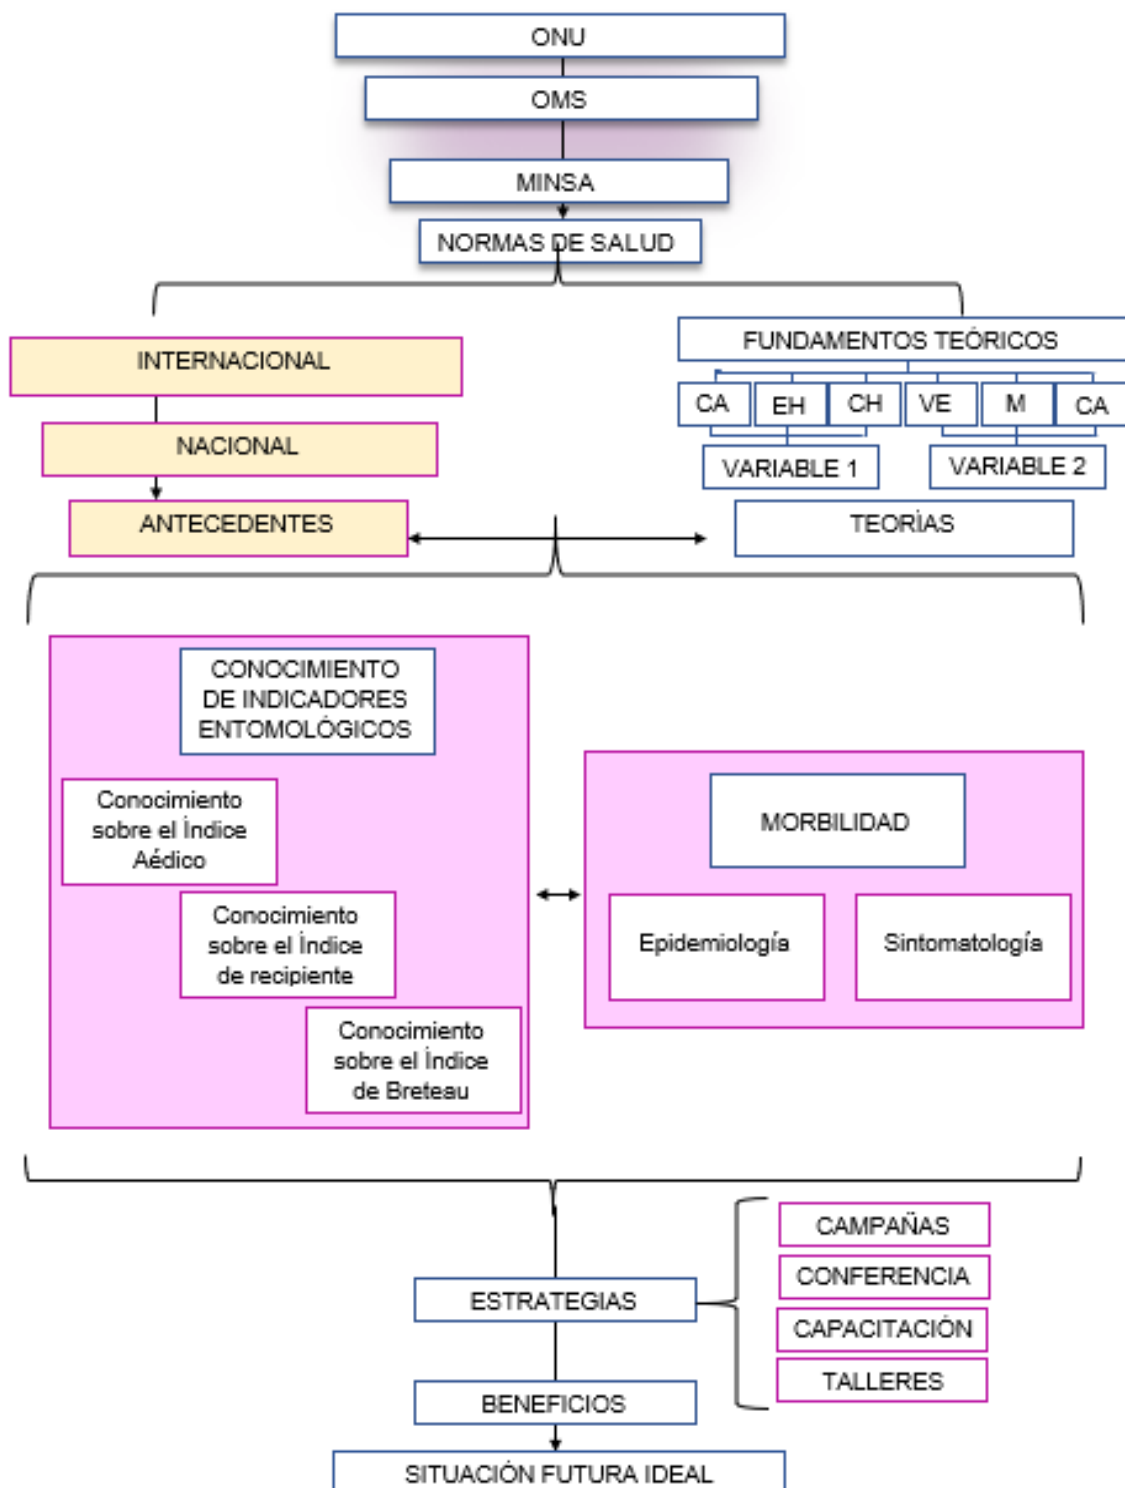 ONU
OMS
MINSA
NORMAS DE SALUD
INTERNACIONAL
NACIONAL
ANTECEDENTES
FUNDAMENTOS TEÓRICOS
CA
EH
CH
VE
M
CA
VARIABLE 1
VARIABLE 2
TEORÌAS
CONOCIMIENTO
DE INDICADORES
ENTOMOLÓGICOS
Conocimiento
sobre el Índice
Aédico
Conocimiento
sobre el Índice
de recipiente
Conocimiento
sobre el Índice
de Breteau
MORBILIDAD
Epidemiología
Sintomatología
ESTRATEGIAS
CAMPAÑAS
CONFERENCIA
CAPACITACIÓN
TALLERES
BENEFICIOS
SITUACIÓN FUTURA IDEAL